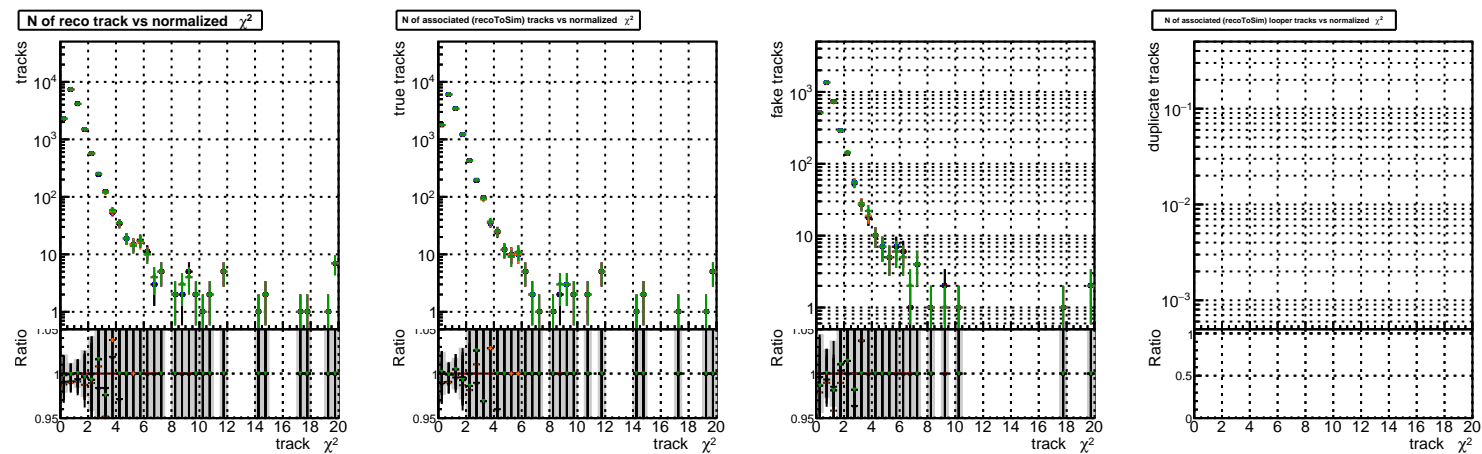 N of reco track vs normalized χ²
tracks
10⁴
10³
10²
10
1
Ratio
1.05
1
0.95
0 2 4 6 8 10 12 14 16 18 20
track χ²
N of associated (recoToSim) tracks vs normalized χ²
true tracks
10⁴
10³
10²
10
1
Ratio
1.05
1
0.95
0 2 4 6 8 10 12 14 16 18 20
track χ²
fake tracks
10³
10²
10
1
Ratio
1.05
1
0.95
0 2 4 6 8 10 12 14 16 18 20
track χ²
N of associated (recoToSim) looper tracks vs normalized χ²
duplicate tracks
10⁻¹
10⁻²
10⁻³
Ratio
1
0.5
0
0 2 4 6 8 10 12 14 16 18 20
track χ²